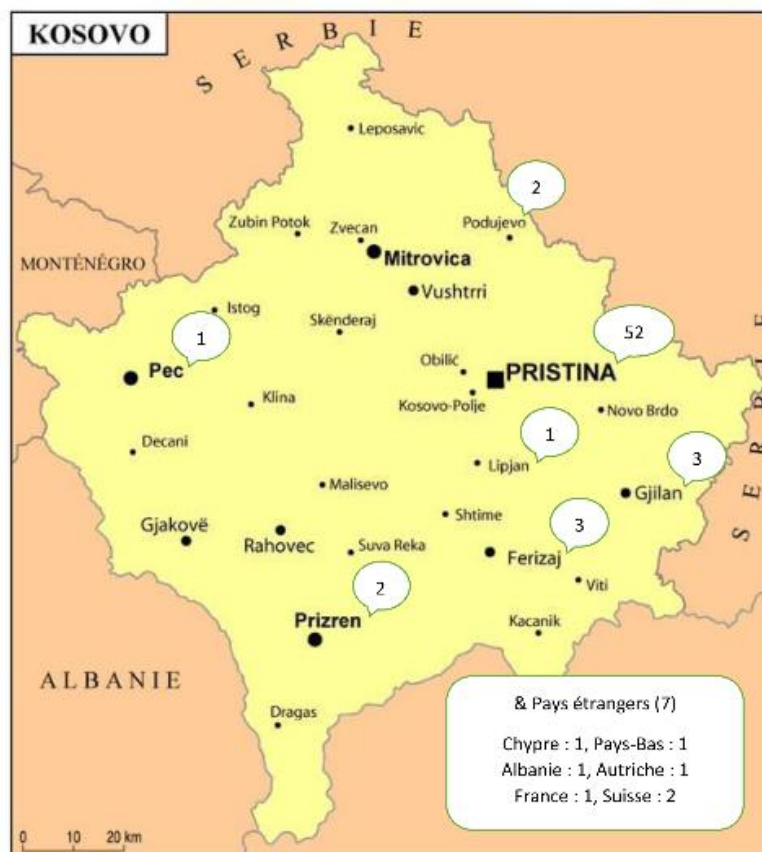 KOSOVO
SERBIE
Leposavic
2
Zubin Potok
Zvecan
Podujevo
MONTÉNÉGRO
Mitrovica
Vushtrri
Istog
Skënderaj
1
52
SERBIE
Pec
Obilić
PRISTINA
Klina
Kosovo-Polje
Novo Brdo
1
Decani
Lipjan
3
Malisevo
Gjilan
Gjakovë
Shtime
3
Rahovec
Suva Reka
Ferizaj
2
Viti
Prizren
Kacanik
ALBANIE
Dragas
& Pays étrangers (7)
Chypre : 1, Pays-Bas : 1
Albanie : 1, Autriche : 1
France : 1, Suisse : 2
0 10 20 km